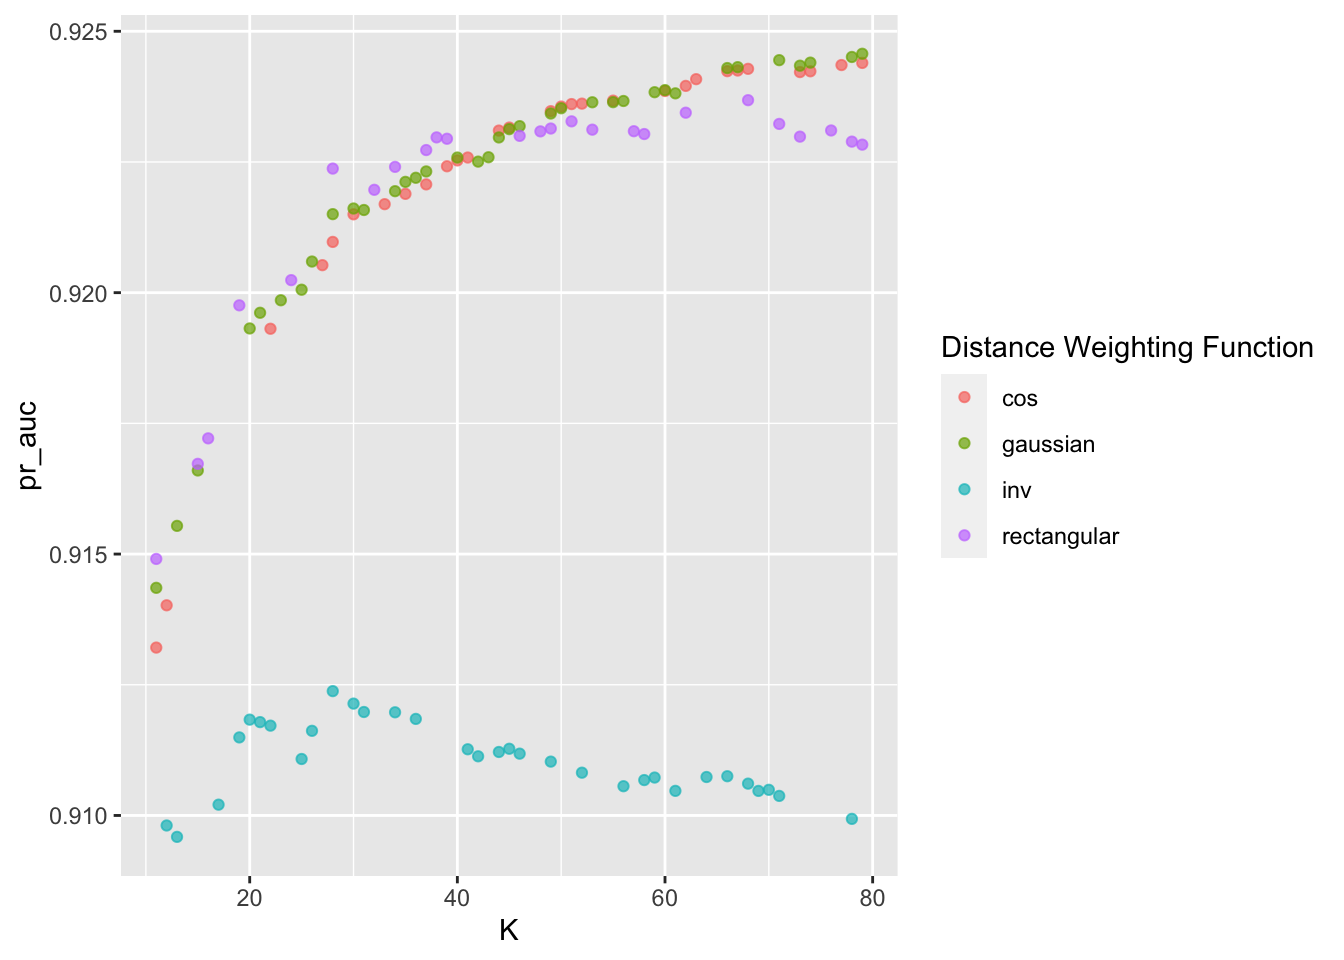 0.925
0.920
0.915
0.910
pr_auc
20 40 60 80
K
Distance Weighting Function
cos
gaussian
inv
rectangular